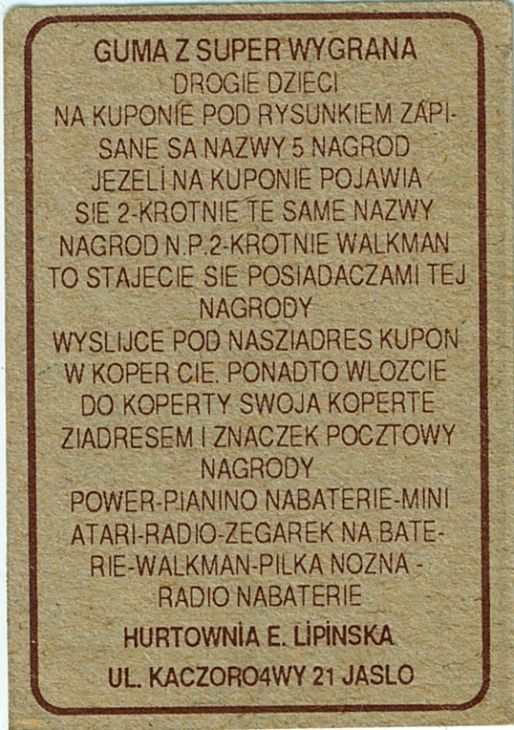 GUMA Z SUPER WYGRANA
DROGIE DZIECI
NA KUPONIE POD RYSUNKIEM ZAPI-
SANE SA NAZWY 5 NAGROD
JEZELI NA KUPONIE POJAWIA
SIE 2-KROTNIE TE SAME NAZWY
NAGROD N.P.2-KROTNIE WALKMAN
TO STAJECIE SIE POSIADACZAMI TEJ
NAGRODY
WYSLIJCE POD NASZIADRES KUPON
W KOPER CIE. PONADTO WLOZCIE
DO KOPERTY SWOJA KOPERTE
ZIADRESEM I ZNACZEK POCZTOWY
NAGRODY
POWER-PIANINO NABATERIE-MINI
ATARI-RADIO-ZEGAREK NA BATE-
RIE-WALKMAN-PILKA NOZNA -
RADIO NABATERIE
HURTOWNIA E. LIPINSKA
UL. KACZORO4WY 21 JASLO